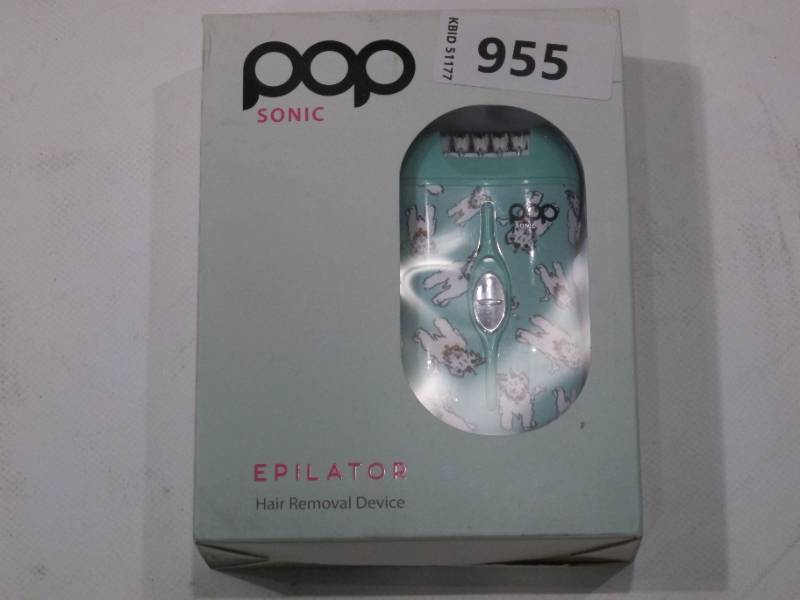 pop
SONIC
KBID 51177
955
pop
SONIC
EPILATOR
Hair Removal Device